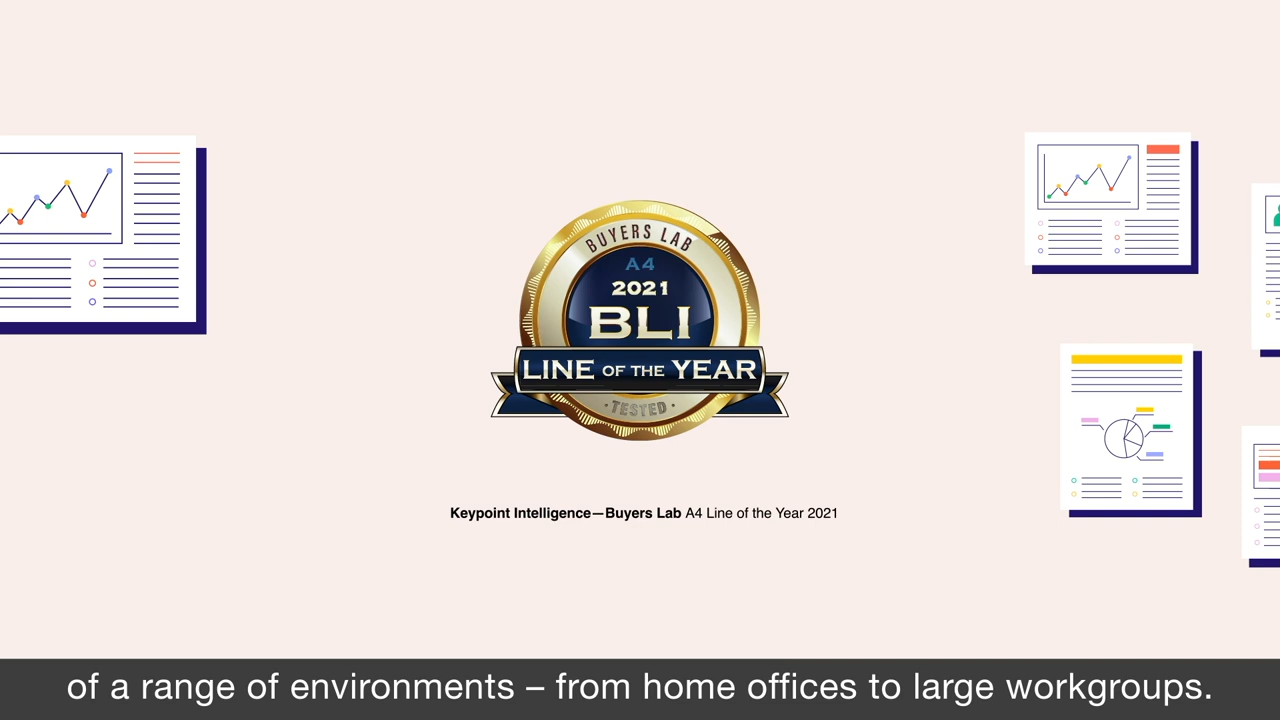 BUYERS LAB
A4
2021
BLI
LINE OF THE YEAR
· TESTED ·
Keypoint Intelligence—Buyers Lab A4 Line of the Year 2021
of a range of environments – from home offices to large workgroups.